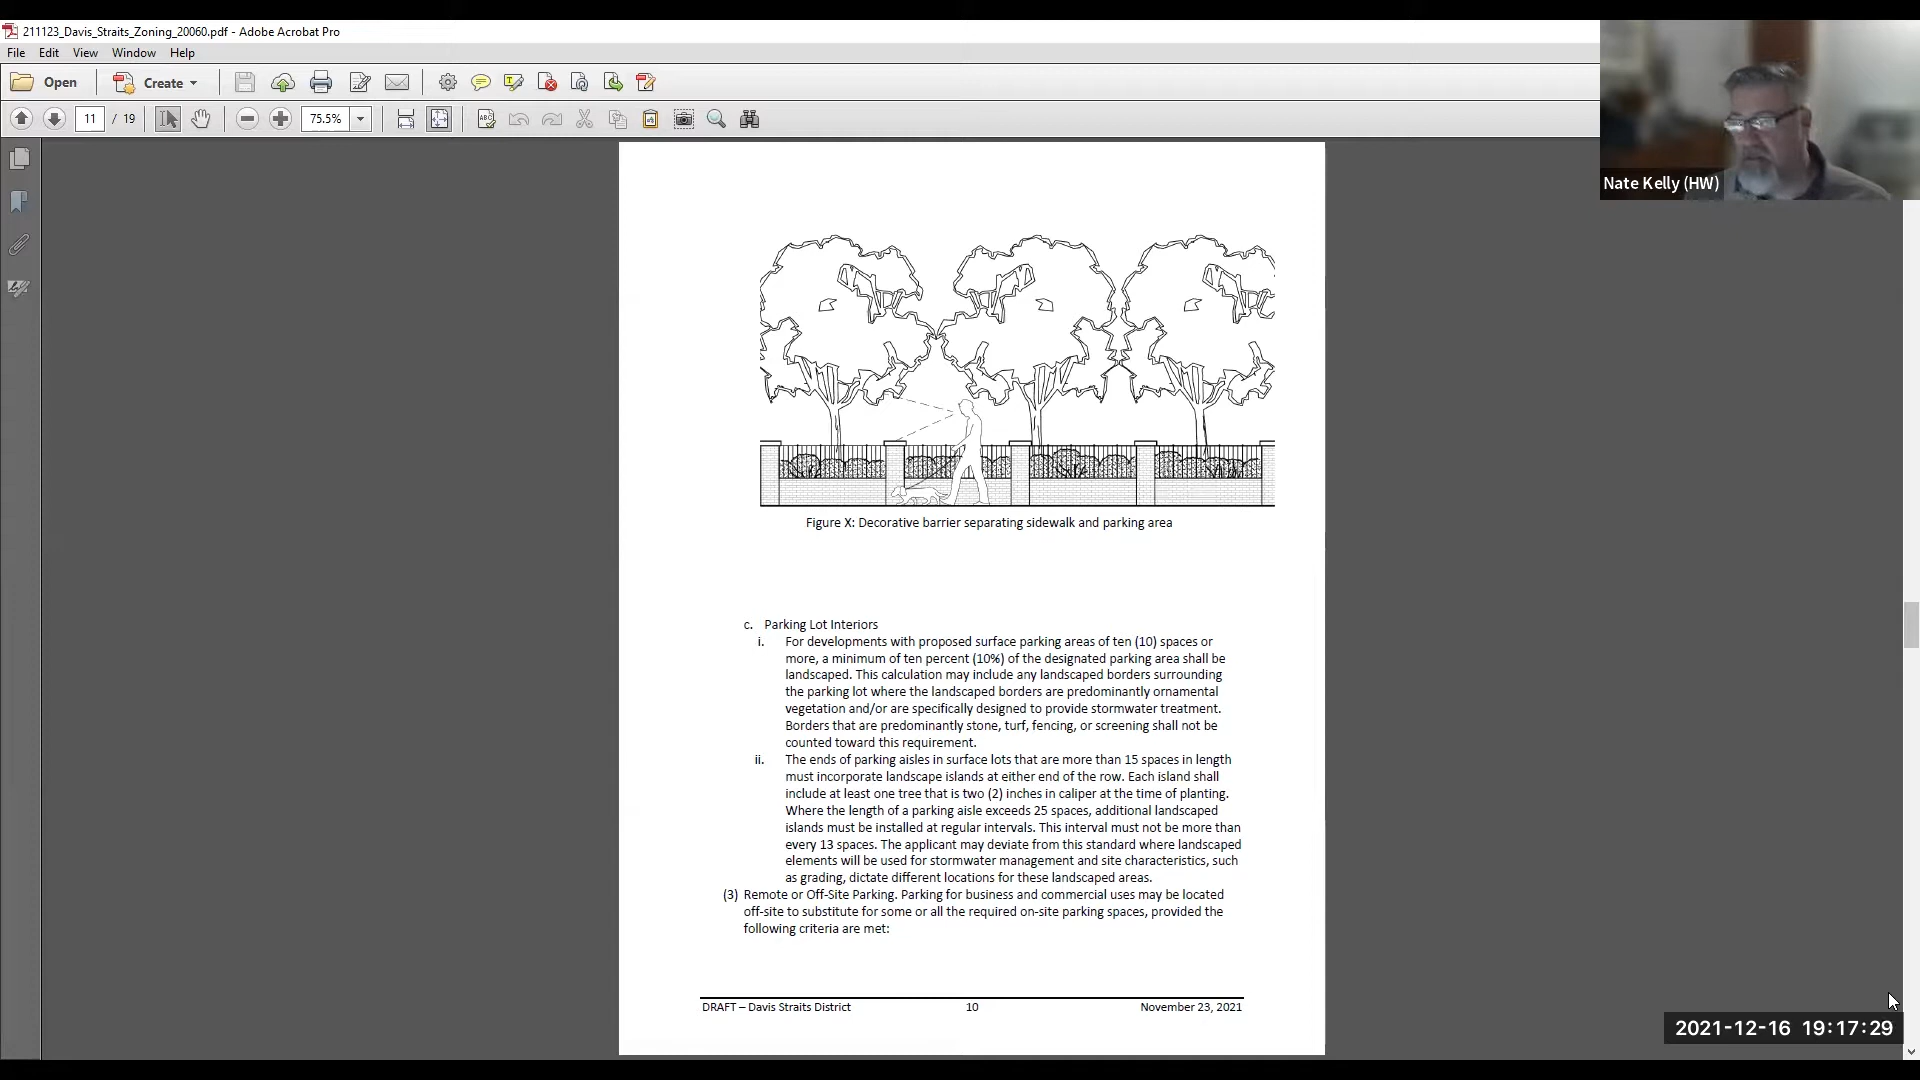 211123_Davis_Straits_Zoning_20060.pdf - Adobe Acrobat Pro
File Edit View Window Help
Open Create
11 / 19 75.5%
Nate Kelly (HW)
Figure X: Decorative barrier separating sidewalk and parking area
c. Parking Lot Interiors
i. For developments with proposed surface parking areas of ten (10) spaces or
more, a minimum of ten percent (10%) of the designated parking area shall be
landscaped. This calculation may include any landscaped borders surrounding
the parking lot where the landscaped borders are predominantly ornamental
vegetation and/or are specifically designed to provide stormwater treatment.
Borders that are predominantly stone, turf, fencing, or screening shall not be
counted toward this requirement.
ii. The ends of parking aisles in surface lots that are more than 15 spaces in length
must incorporate landscape islands at either end of the row. Each island shall
include at least one tree that is two (2) inches in caliper at the time of planting.
Where the length of a parking aisle exceeds 25 spaces, additional landscaped
islands must be installed at regular intervals. This interval must not be more than
every 13 spaces. The applicant may deviate from this standard where landscaped
elements will be used for stormwater management and site characteristics, such
as grading, dictate different locations for these landscaped areas.
(3) Remote or Off-Site Parking. Parking for business and commercial uses may be located
off-site to substitute for some or all the required on-site parking spaces, provided the
following criteria are met:
DRAFT – Davis Straits District 10 November 23, 2021
2021-12-16 19:17:29